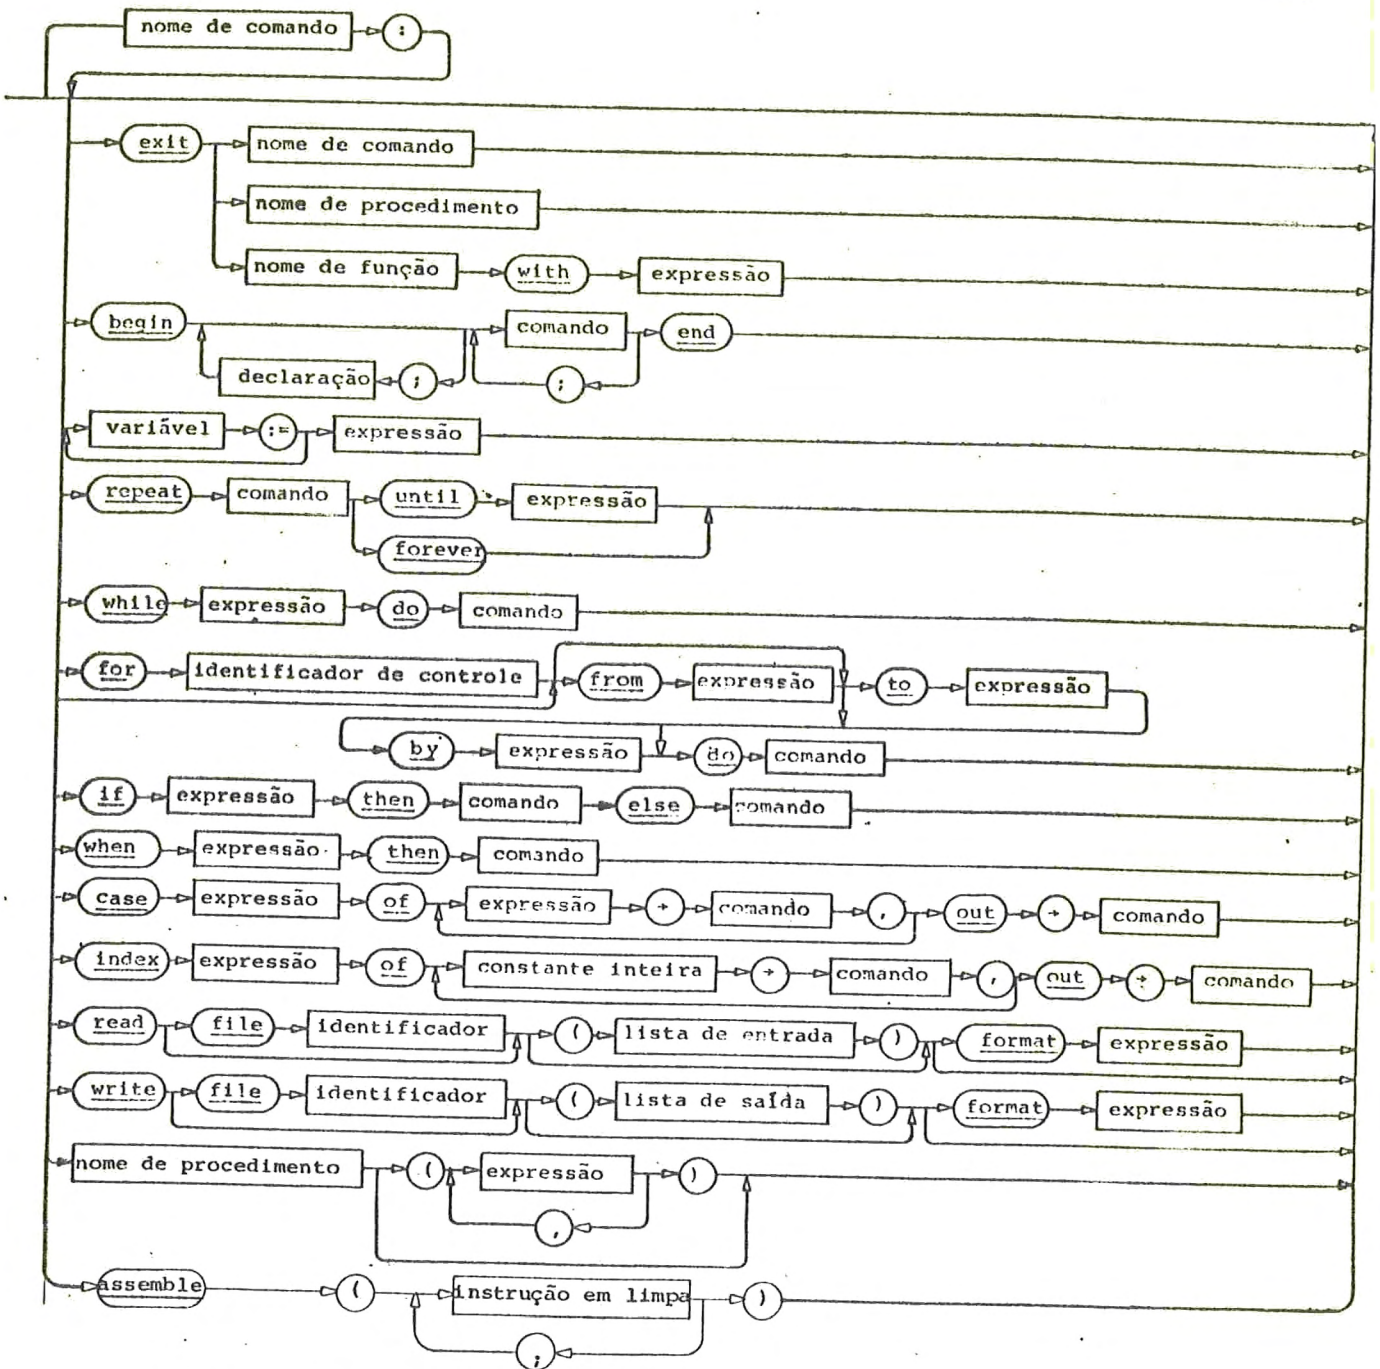 nome de comando :
exit nome de comando
nome de procedimento
nome de função with expressão
begin comando end
declaração ; ;
variável := expressão
repeat comando until expressão
forever
while expressão do comando
for identificador de controle from expressão to expressão
by expressão do comando
if expressão then comando else comando
when expressão then comando
case expressão of expressão → comando , out → comando
index expressão of constante inteira → comando , out → comando
read file identificador ( lista de entrada ) format expressão
write file identificador ( lista de saída ) format expressão
nome de procedimento ( expressão )
,
assemble ( instrução em limpa )
;